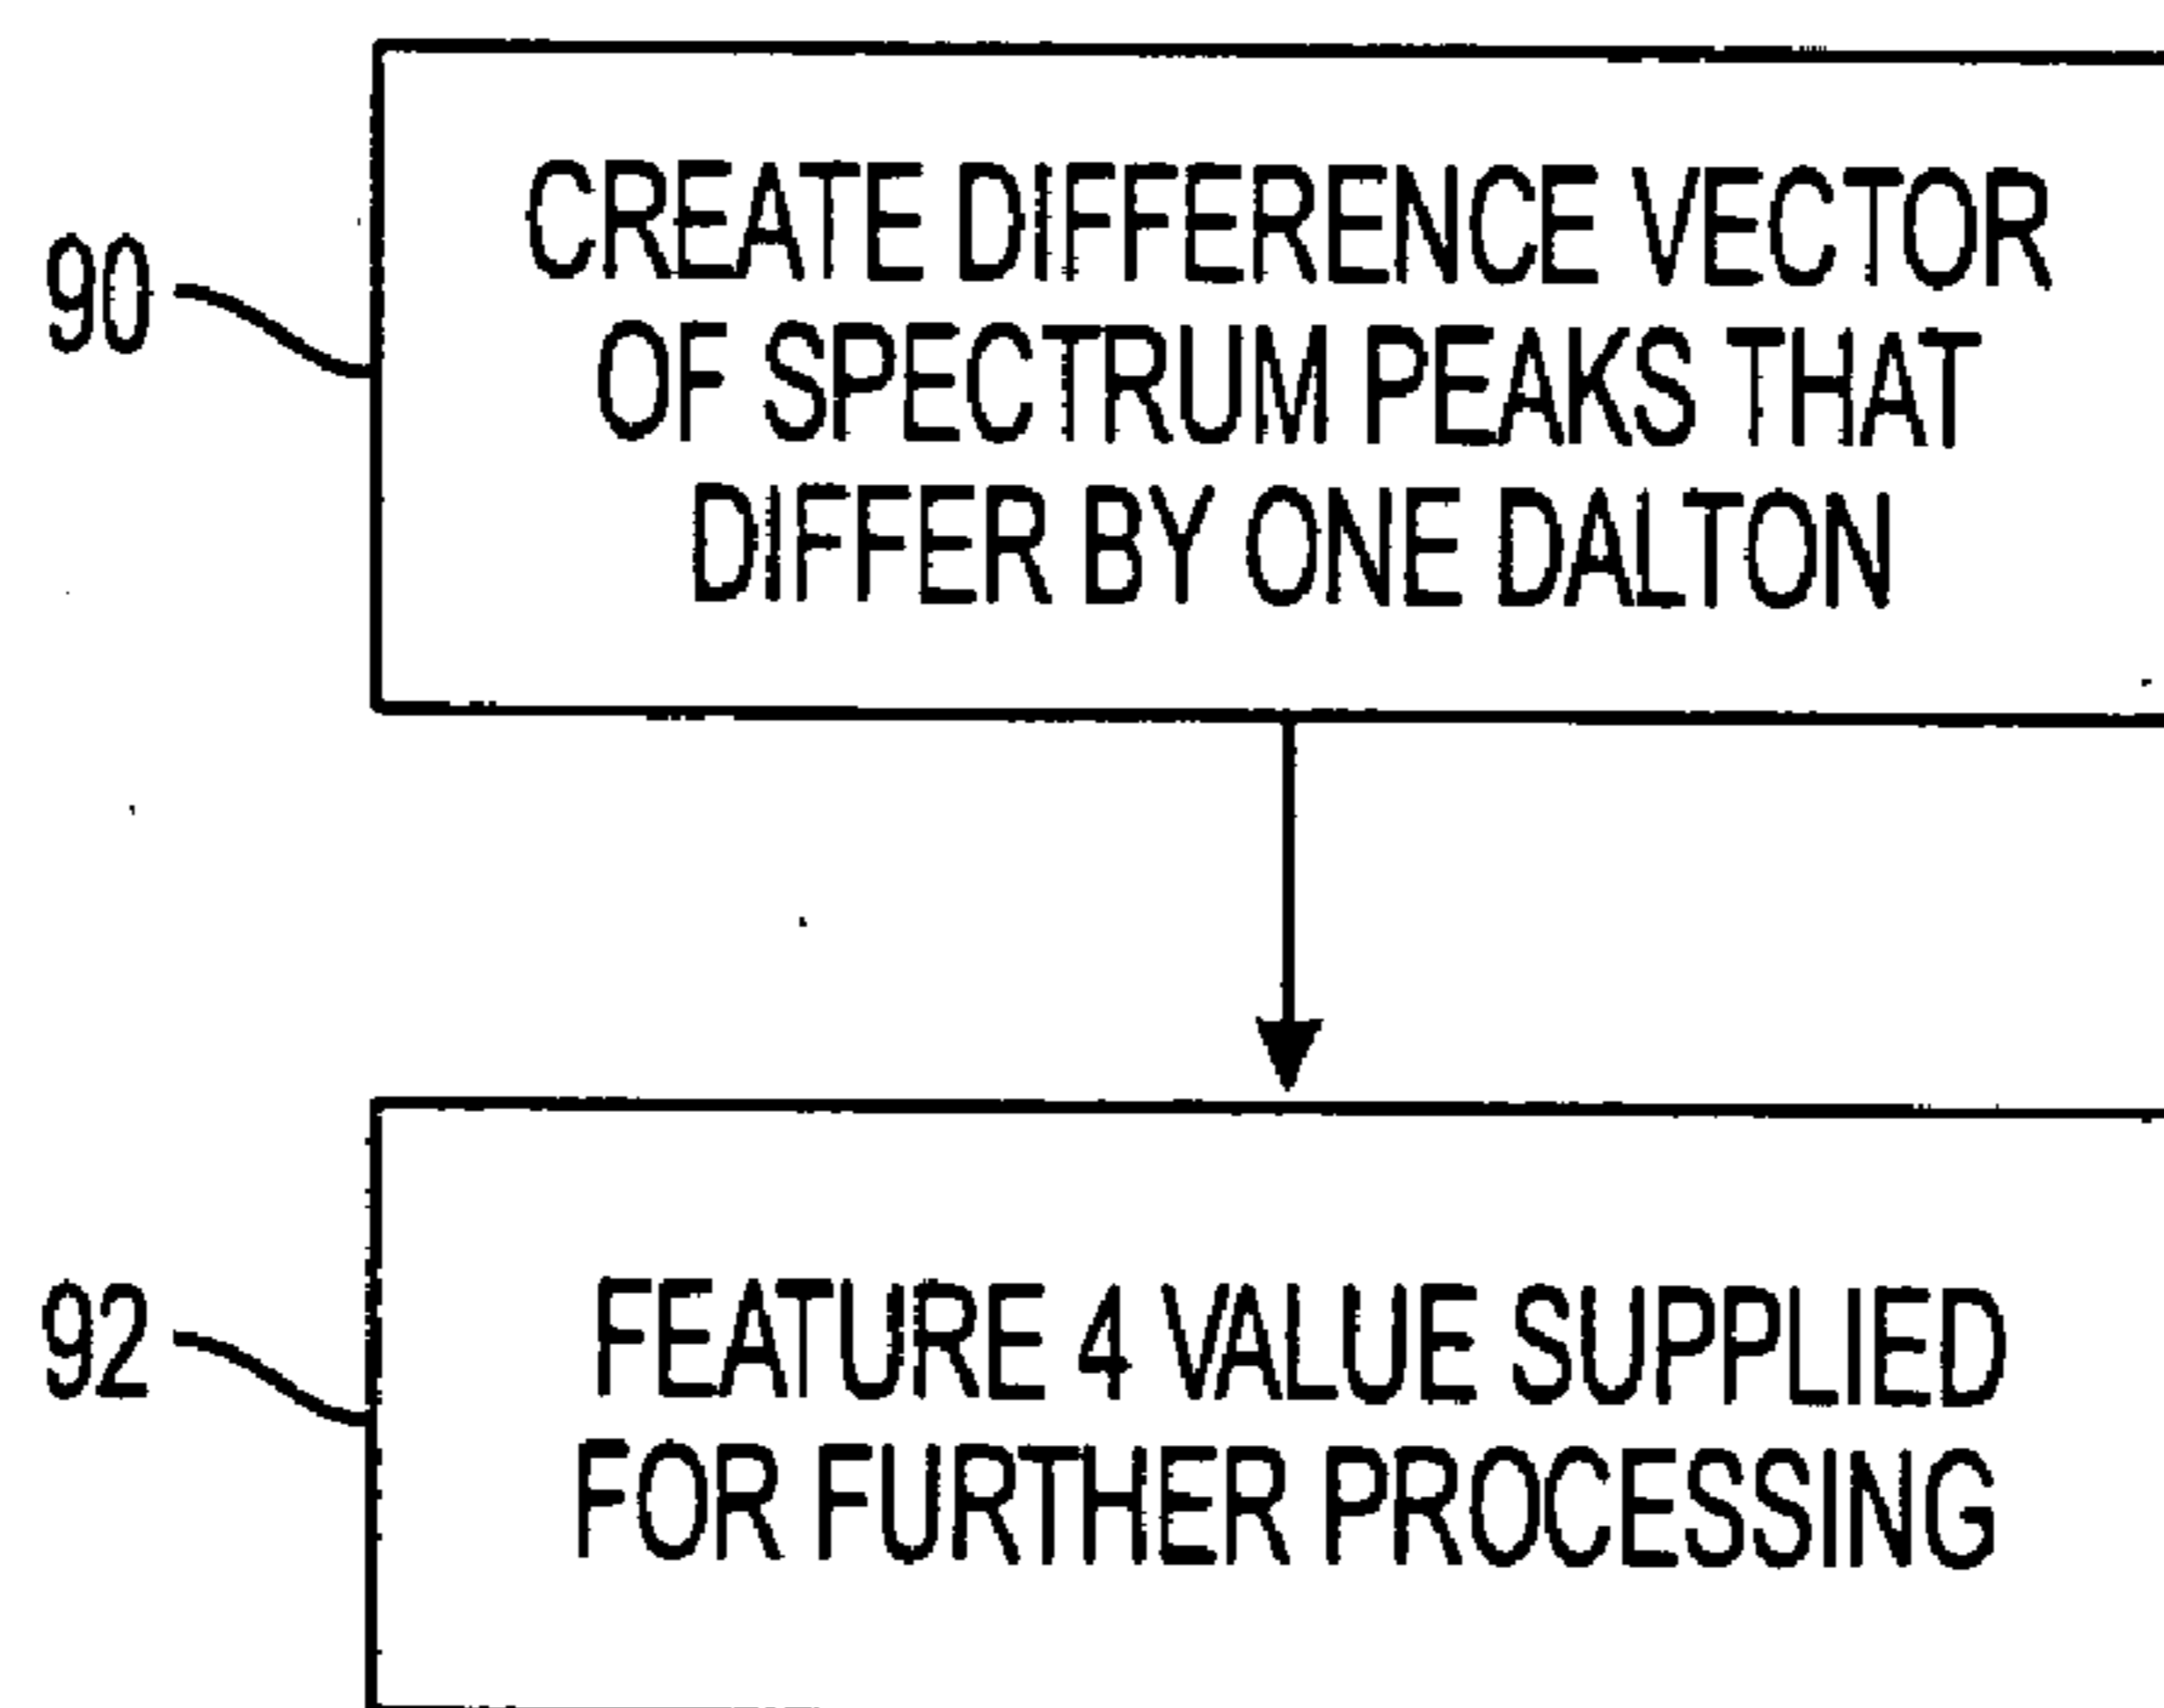 90
CREATE DIFFERENCE VECTOR
OF SPECTRUM PEAKS THAT
DIFFER BY ONE DALTON
92
FEATURE 4 VALUE SUPPLIED
FOR FURTHER PROCESSING